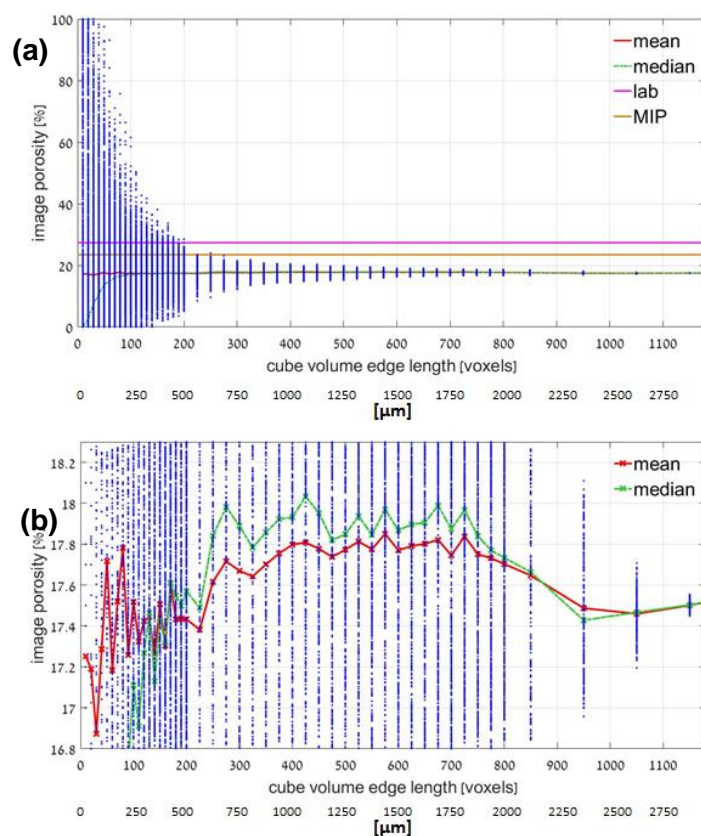 (a)
100
80
60
40
20
0
image porosity [%]
mean
median
lab
MIP
0 100 200 300 400 500 600 700 800 900 1000 1100
cube volume edge length [voxels]
0 250 500 750 1000 1250 1500 1750 2000 2250 2500 2750
[µm]
(b)
18.2
18
17.8
17.6
17.4
17.2
17
16.8
image porosity [%]
mean
median
0 100 200 300 400 500 600 700 800 900 1000 1100
cube volume edge length [voxels]
0 250 500 750 1000 1250 1500 1750 2000 2250 2500 2750
[µm]